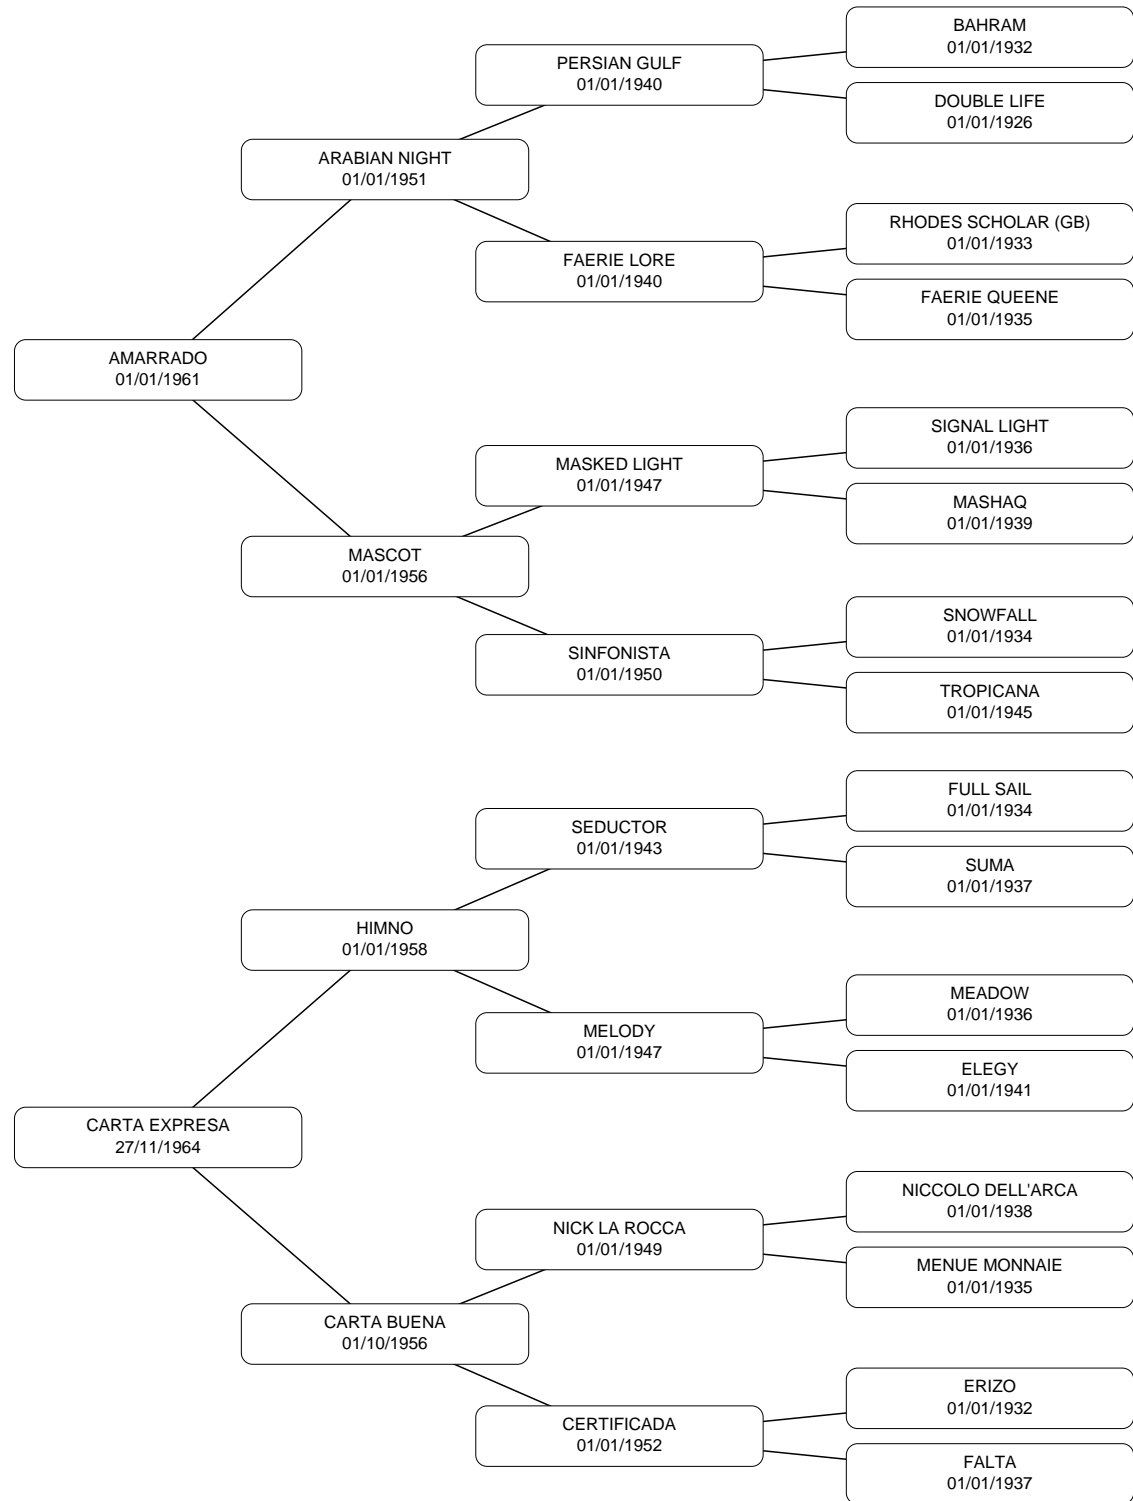 BAHRAM
01/01/1932
PERSIAN GULF
01/01/1940
DOUBLE LIFE
01/01/1926
ARABIAN NIGHT
01/01/1951
RHODES SCHOLAR (GB)
01/01/1933
FAERIE LORE
01/01/1940
FAERIE QUEENE
01/01/1935
AMARRADO
01/01/1961
SIGNAL LIGHT
01/01/1936
MASKED LIGHT
01/01/1947
MASHAQ
01/01/1939
MASCOT
01/01/1956
SNOWFALL
01/01/1934
SINFONISTA
01/01/1950
TROPICANA
01/01/1945
FULL SAIL
01/01/1934
SEDUCTOR
01/01/1943
SUMA
01/01/1937
HIMNO
01/01/1958
MEADOW
01/01/1936
MELODY
01/01/1947
ELEGY
01/01/1941
CARTA EXPRESA
27/11/1964
NICCOLO DELL'ARCA
01/01/1938
NICK LA ROCCA
01/01/1949
MENUE MONNAIE
01/01/1935
CARTA BUENA
01/10/1956
ERIZO
01/01/1932
CERTIFICADA
01/01/1952
FALTA
01/01/1937